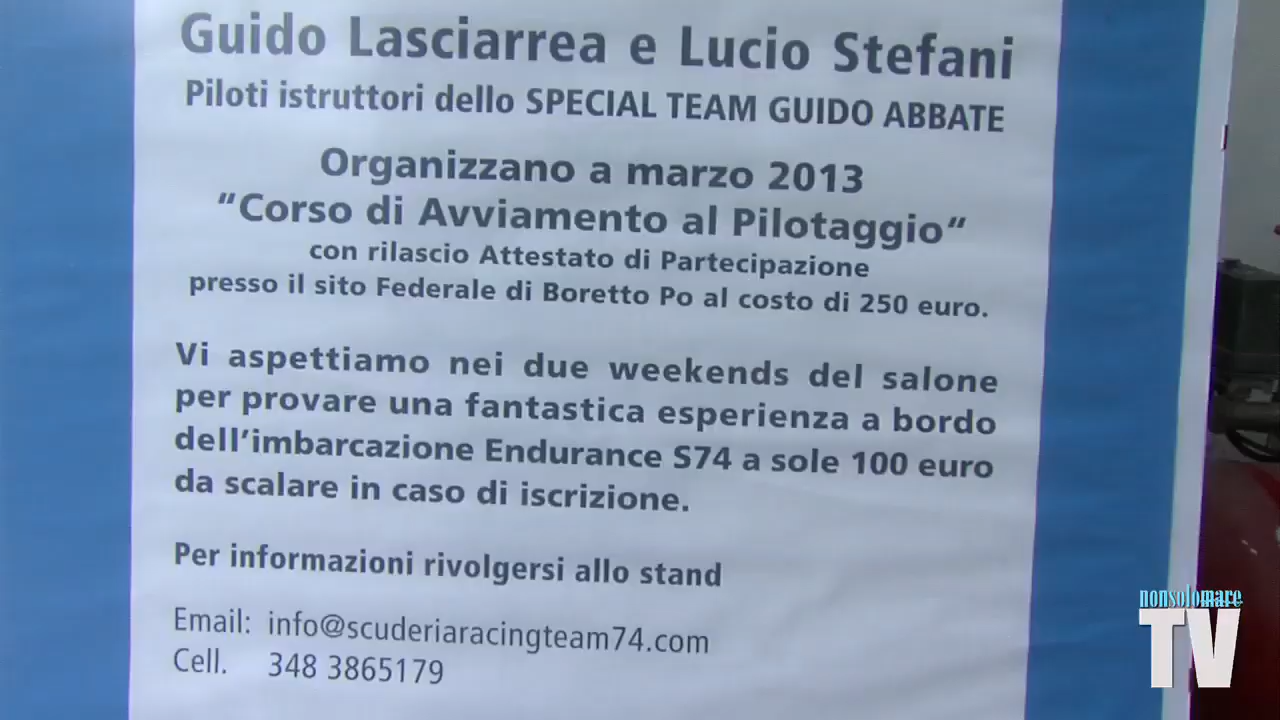 Guido Lasciarrea e Lucio Stefani
Piloti istruttori dello SPECIAL TEAM GUIDO ABBATE
Organizzano a marzo 2013
“Corso di Avviamento al Pilotaggio“
con rilascio Attestato di Partecipazione
presso il sito Federale di Boretto Po al costo di 250 euro.
Vi aspettiamo nei due weekends del salone
per provare una fantastica esperienza a bordo
dell’imbarcazione Endurance S74 a sole 100 euro
da scalare in caso di iscrizione.
Per informazioni rivolgersi allo stand
Email: info@scuderiaracingteam74.com
Cell. 348 3865179
nonsolomare
TV